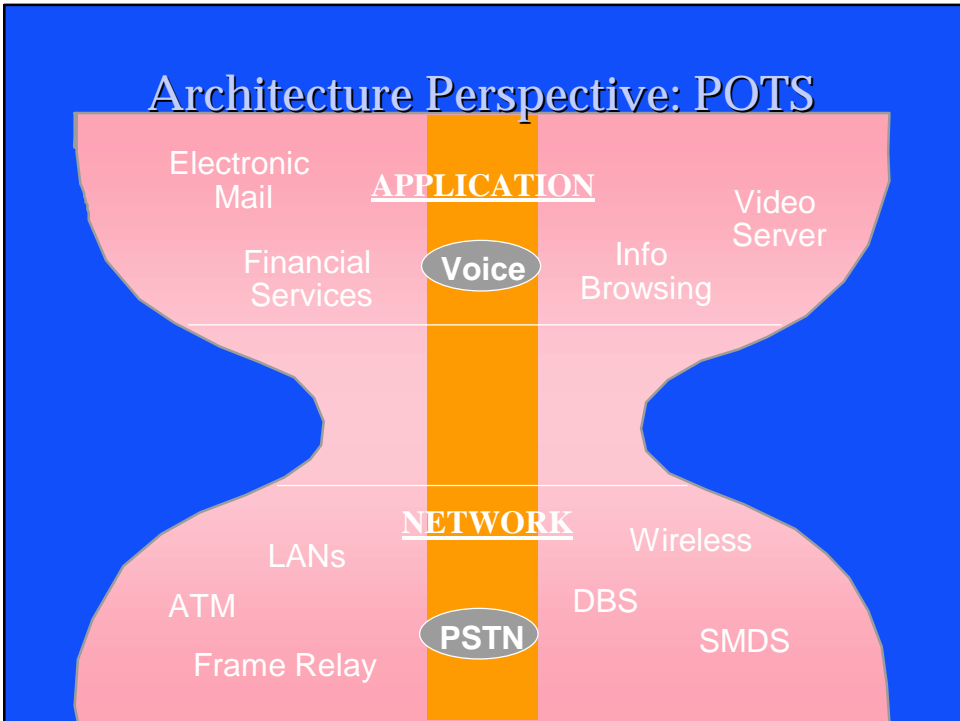 Architecture Perspective: POTS
Electronic
Mail
APPLICATION
Video
Server
Financial
Services
Voice
Info
Browsing
NETWORK
Wireless
LANs
ATM
DBS
PSTN
SMDS
Frame Relay